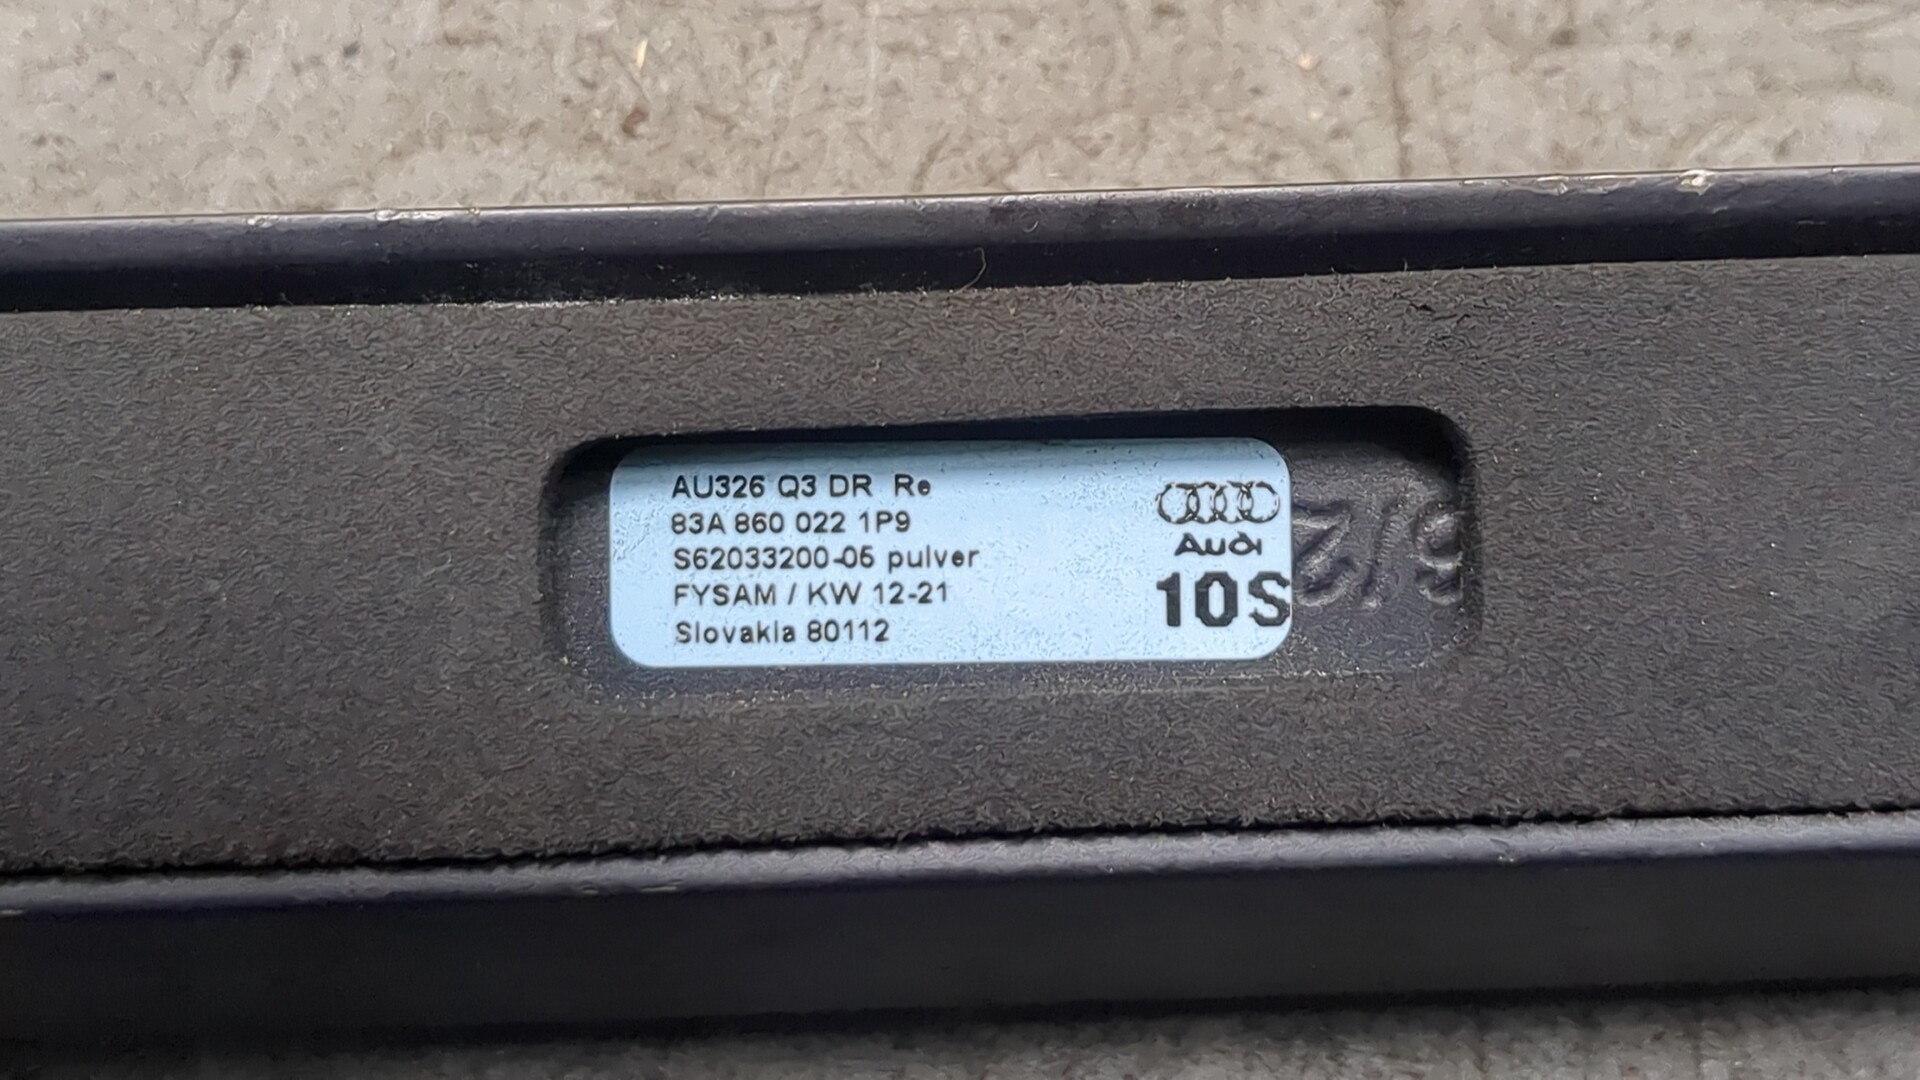 AU326 Q3 DR Re
83A 860 022 1P9
S62033200-05 pulver
FYSAM / KW 12-21
Slovakia 80112
Audi
10S